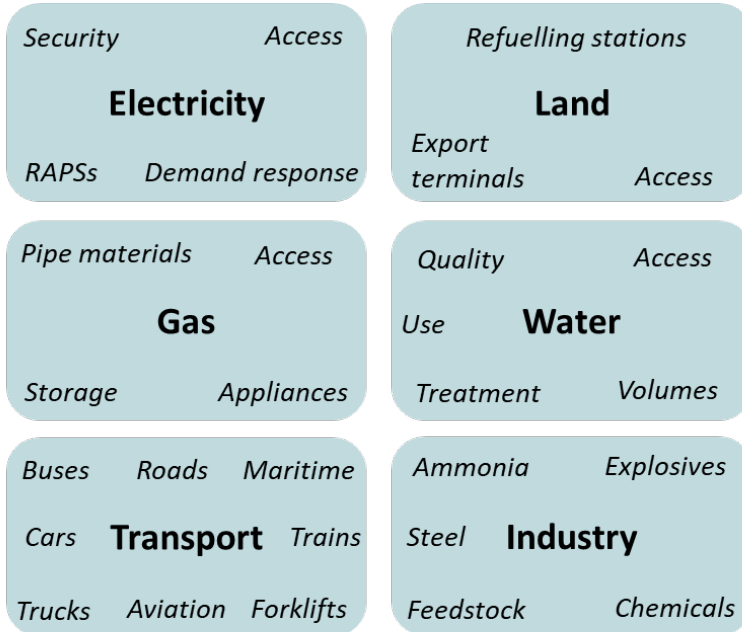 Security Access
Electricity
RAPSs Demand response
Refuelling stations
Land
Export
terminals Access
Pipe materials Access
Gas
Storage Appliances
Quality Access
Use Water
Treatment Volumes
Buses Roads Maritime
Cars Transport Trains
Trucks Aviation Forklifts
Ammonia Explosives
Steel Industry
Feedstock Chemicals